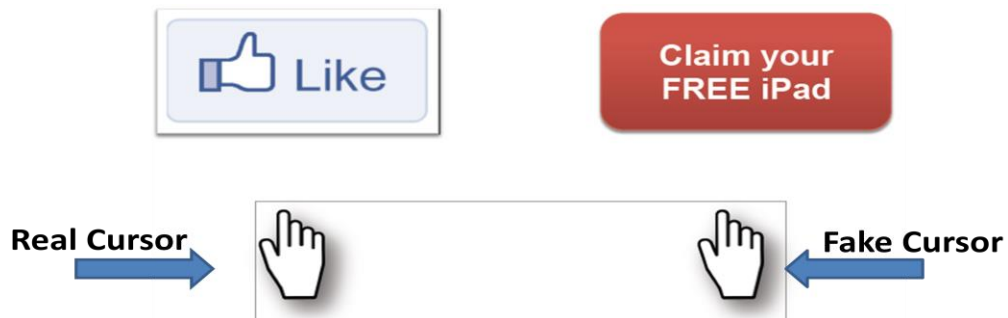 Like
Claim your
FREE iPad
Real Cursor
Fake Cursor